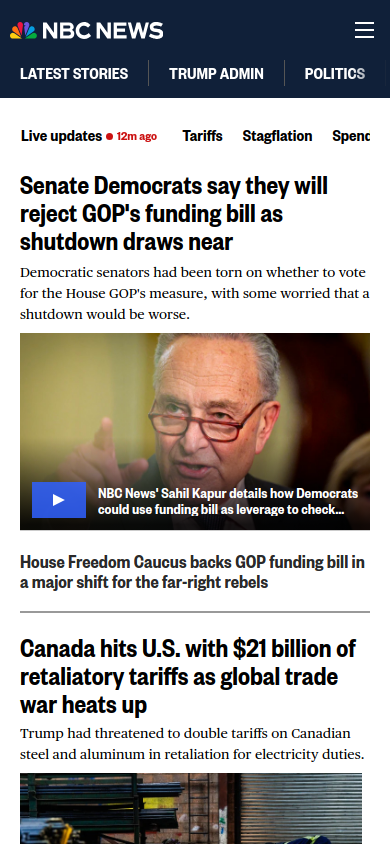 NBC NEWS
LATEST STORIES TRUMP ADMIN POLITICS
Live updates 12m ago Tariffs Stagflation Spend
Senate Democrats say they will
reject GOP's funding bill as
shutdown draws near
Democratic senators had been torn on whether to vote
for the House GOP's measure, with some worried that a
shutdown would be worse.
NBC News' Sahil Kapur details how Democrats
could use funding bill as leverage to check...
House Freedom Caucus backs GOP funding bill in
a major shift for the far-right rebels
Canada hits U.S. with $21 billion of
retaliatory tariffs as global trade
war heats up
Trump had threatened to double tariffs on Canadian
steel and aluminum in retaliation for electricity duties.